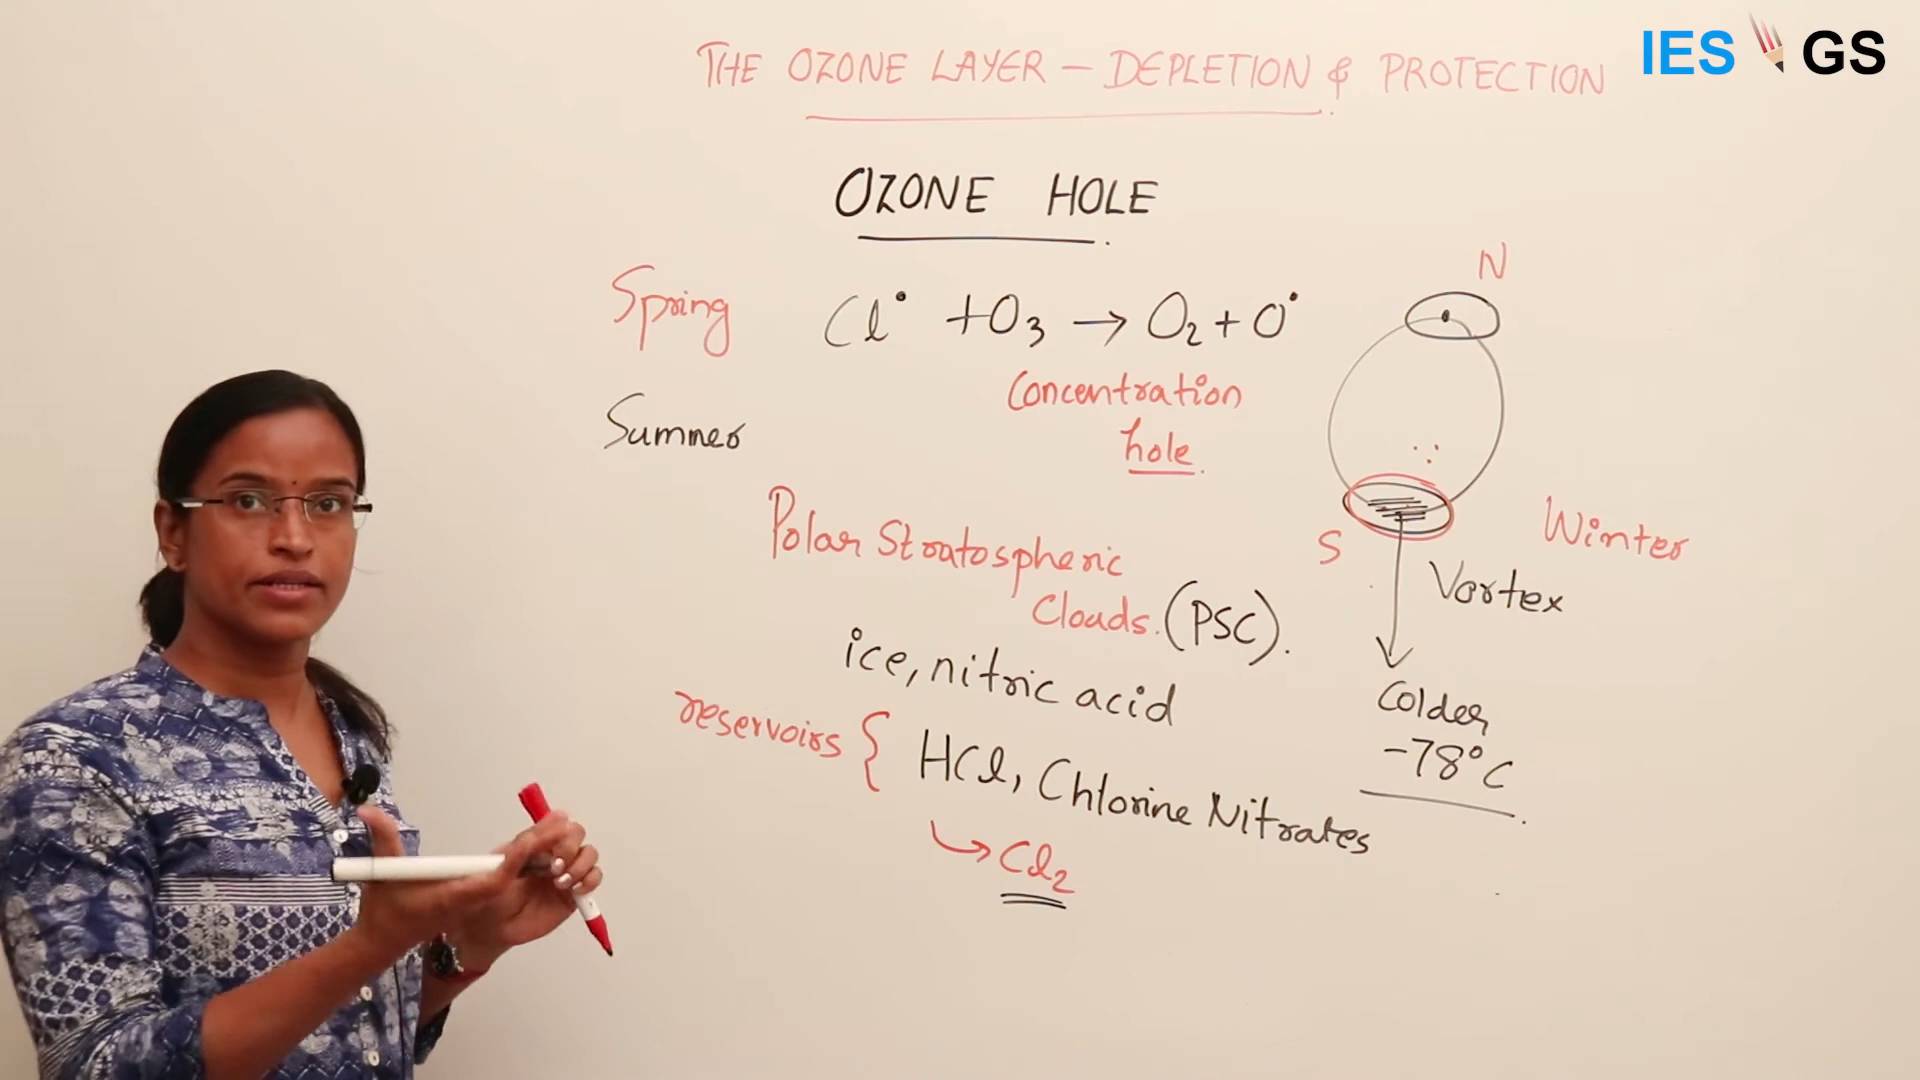 IES GS
THE OZONE LAYER – DEPLETION & PROTECTION
OZONE HOLE
N
Spring
Cl• + O3 → O2 + O•
Concentration
hole.
Summer
Polar Stratospheric
Clouds. (PSC).
S
Winter
Vortex
ice, nitric acid
Colder
-78°C
reservoirs { HCl, Chlorine Nitrates
→ Cl2